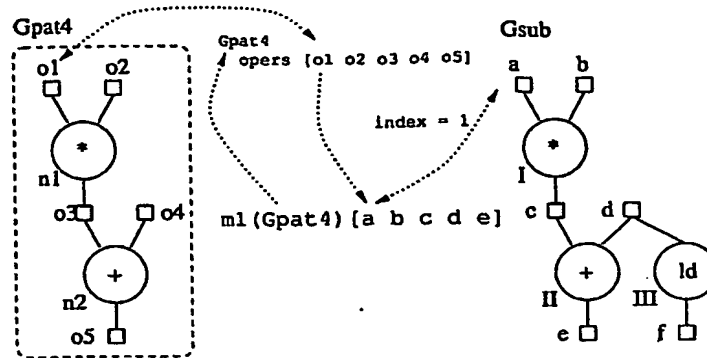 Gpat4
Gpat4
opers [o1 o2 o3 o4 o5]
Gsub
o1 o2
a b
index = 1
*
n1
*
I
o3 o4
m1(Gpat4) [a b c d e]
c d
+
n2
+
II
ld
III
o5
e f